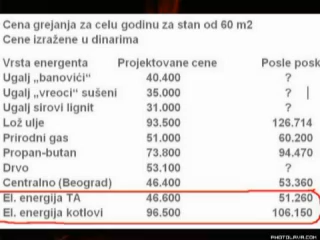 Cena grejanja za celu godinu za stan od 60 m2
Cene izražene u dinarima
Vrsta energenta Projektovane cene Posle posk
Ugalj „banovići“ 40.400 ?
Ugalj „vreoci“ sušeni 35.000 ?
Ugalj sirovi lignit 31.000 ?
Lož ulje 93.500 126.714
Prirodni gas 51.000 60.200
Propan-butan 73.800 94.470
Drvo 53.100 ?
Centralno (Beograd) 46.400 53.360
El. energija TA 46.600 51.260
El. energija kotlovi 96.500 106.150
PHOTOLAVA.COM